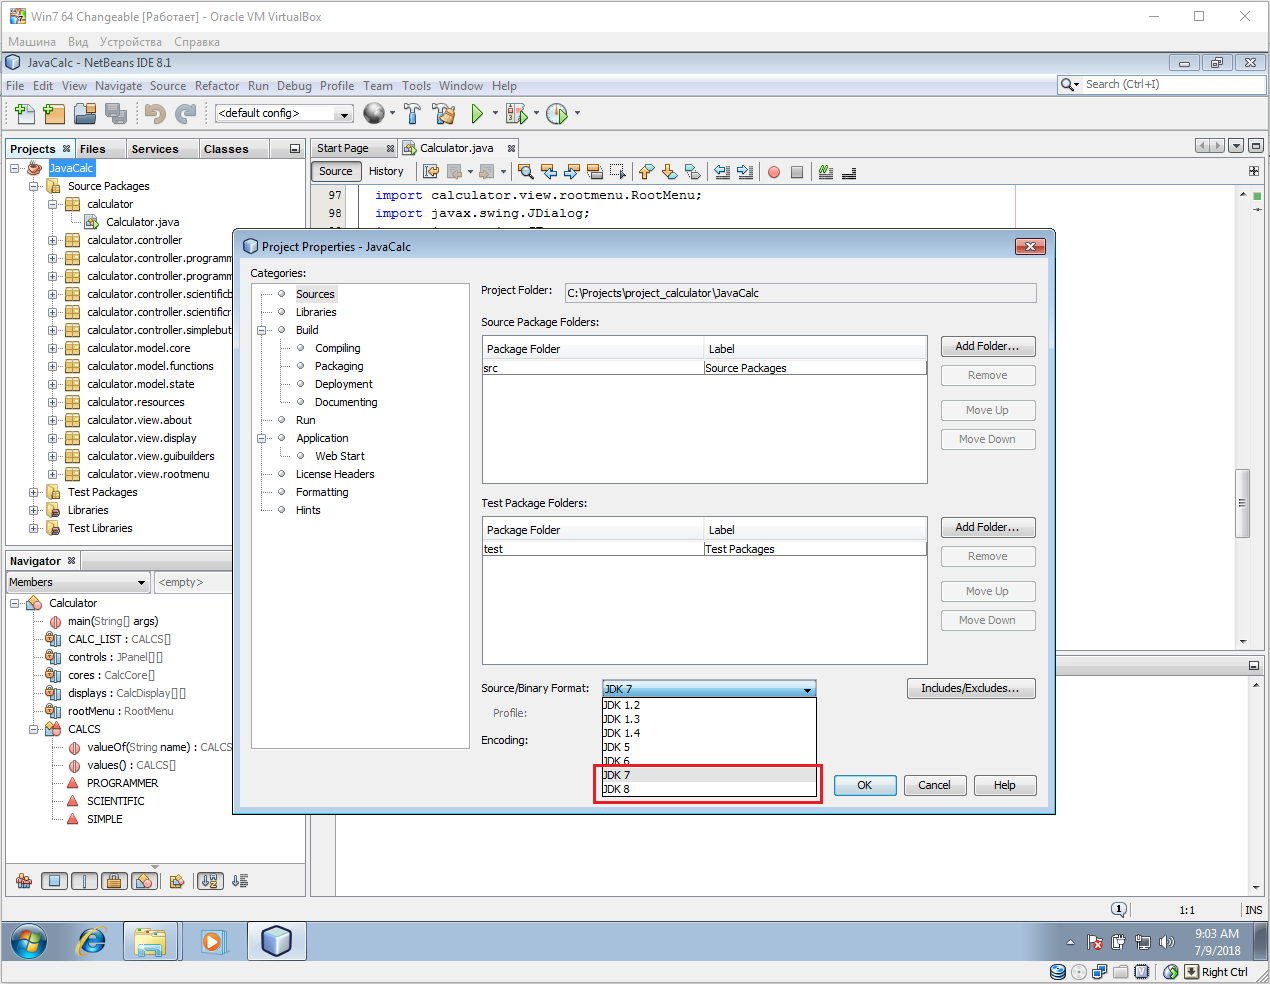 Win7 64 Changeable [Работает] - Oracle VM VirtualBox
Машина Вид Устройства Справка
JavaCalc - NetBeans IDE 8.1
File Edit View Navigate Source Refactor Run Debug Profile Team Tools Window Help
Search (Ctrl+I)
<default config>
Projects Files Services Classes
Start Page Calculator.java
JavaCalc
Source Packages
calculator
Calculator.java
calculator.controller
calculator.controller.programm
calculator.controller.programm
calculator.controller.scientificb
calculator.controller.scientificr
calculator.controller.simplebut
calculator.model.core
calculator.model.functions
calculator.model.state
calculator.resources
calculator.view.about
calculator.view.display
calculator.view.guibuilders
calculator.view.rootmenu
Test Packages
Libraries
Test Libraries
Source History
97 import calculator.view.rootmenu.RootMenu;
98 import javax.swing.JDialog;
Navigator
Members <empty>
Calculator
main(String[] args)
CALC_LIST : CALCS[]
controls : JPanel[][]
cores : CalcCore[]
displays : CalcDisplay[][]
rootMenu : RootMenu
CALCS
valueOf(String name) : CALCS
values() : CALCS[]
PROGRAMMER
SCIENTIFIC
SIMPLE
Project Properties - JavaCalc
Categories:
Sources
Libraries
Build
Compiling
Packaging
Deployment
Documenting
Run
Application
Web Start
License Headers
Formatting
Hints
Project Folder: C:\Projects\project_calculator\JavaCalc
Source Package Folders:
Package Folder Label
src Source Packages
Add Folder...
Remove
Move Up
Move Down
Test Package Folders:
Package Folder Label
test Test Packages
Add Folder...
Remove
Move Up
Move Down
Source/Binary Format: JDK 7
Includes/Excludes...
JDK 1.2
JDK 1.3
JDK 1.4
JDK 5
JDK 6
JDK 7
JDK 8
Profile:
Encoding:
OK Cancel Help
1 1:1 INS
9:03 AM
7/9/2018
Right Ctrl